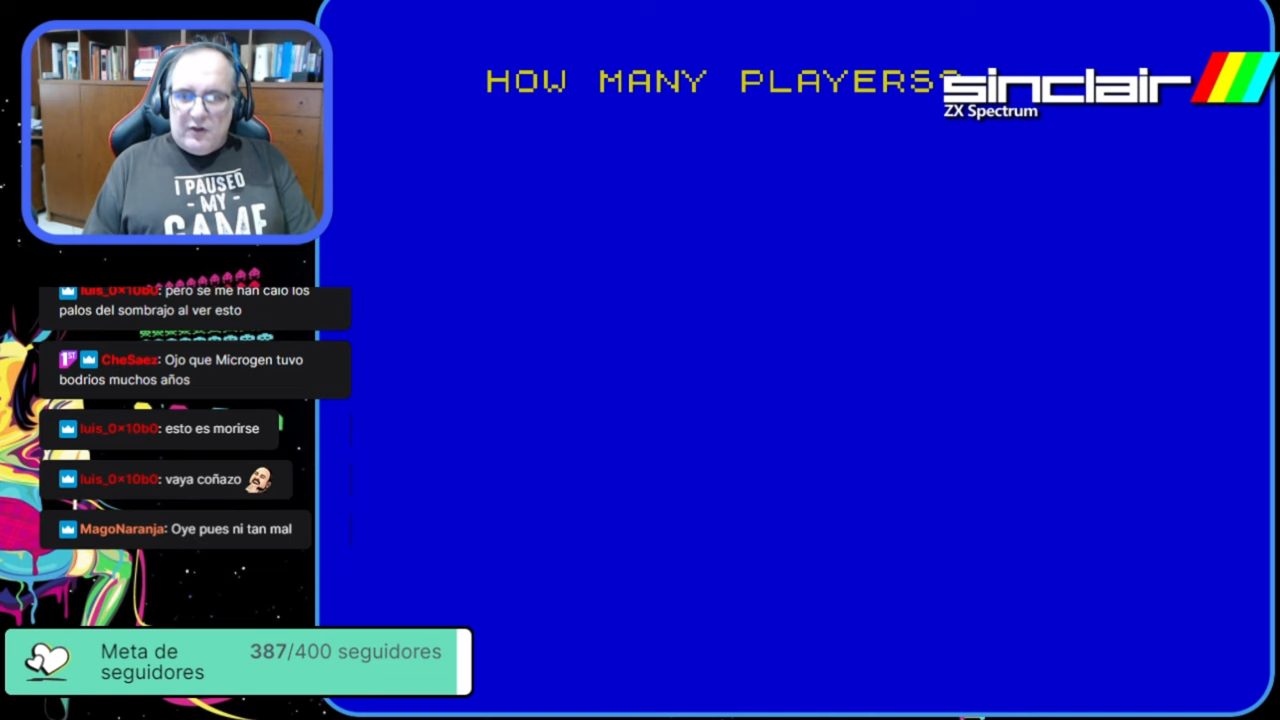 HOW MANY PLAYERS?
sinclair
ZX Spectrum
I PAUSED
- MY -
GAME
luis_0x10b0: pero se me han caio los
palos del sombrajo al ver esto
1ST CheSaez: Ojo que Microgen tuvo
bodrios muchos años
luis_0x10b0: esto es morirse
luis_0x10b0: vaya coñazo
MagoNaranja: Oye pues ni tan mal
Meta de
seguidores
387/400 seguidores